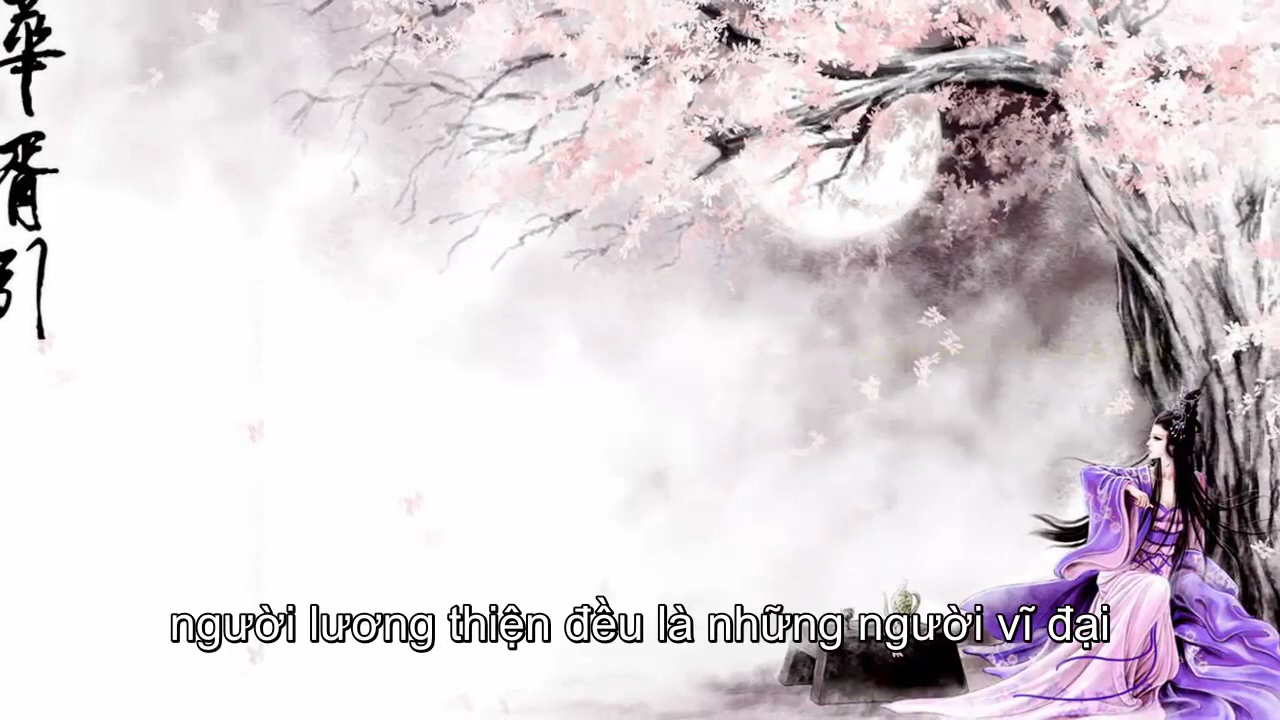 華胥引
người lương thiện đều là những người vĩ đại